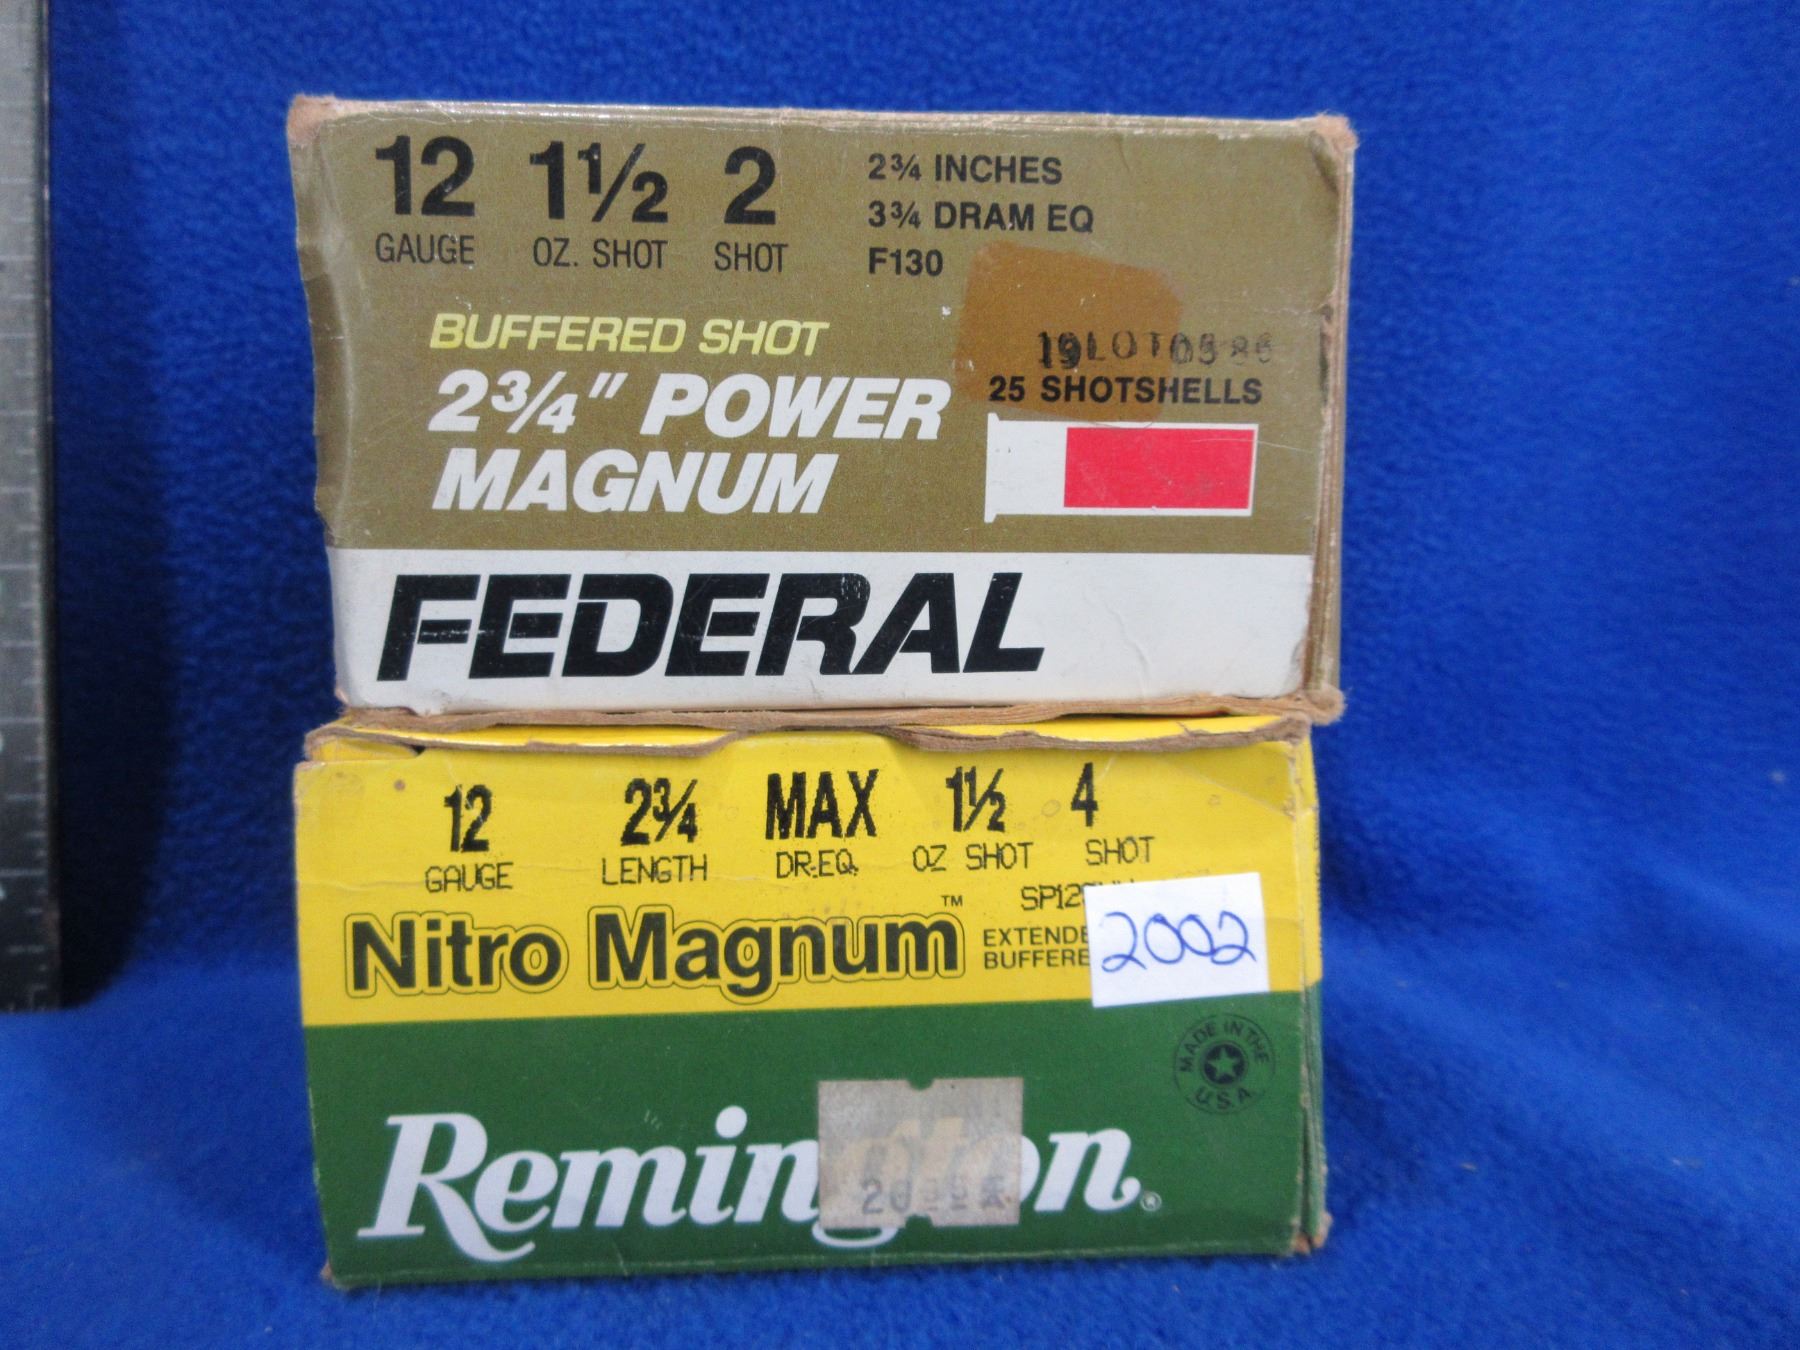 12 1½ 2
GAUGE OZ. SHOT SHOT
2¾ INCHES
3¾ DRAM EQ
F130
BUFFERED SHOT
2¾" POWER
MAGNUM
25 SHOTSHELLS
FEDERAL
12 2¾ MAX 1½ 4
GAUGE LENGTH DR.EQ. OZ SHOT SHOT
Nitro Magnum™
2002
MADE IN THE U.S.A
Remington®